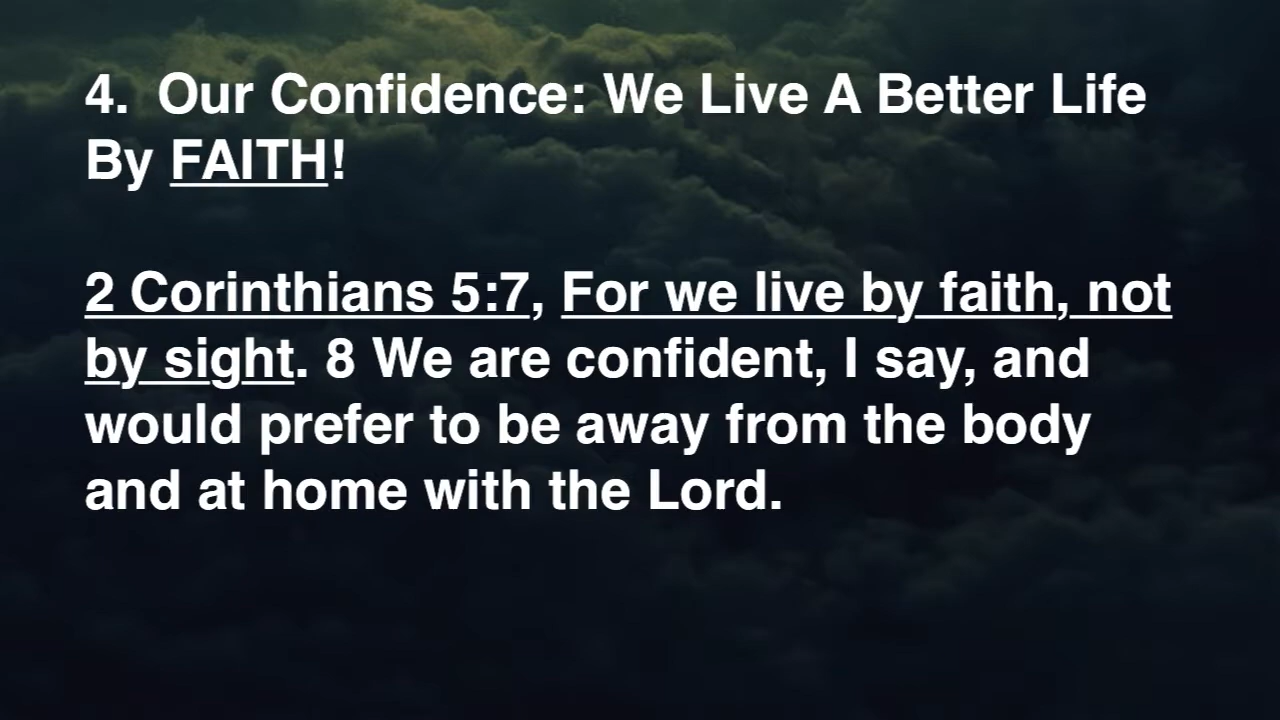 4.  Our Confidence: We Live A Better Life
By FAITH!
2 Corinthians 5:7, For we live by faith, not
by sight. 8 We are confident, I say, and
would prefer to be away from the body
and at home with the Lord.